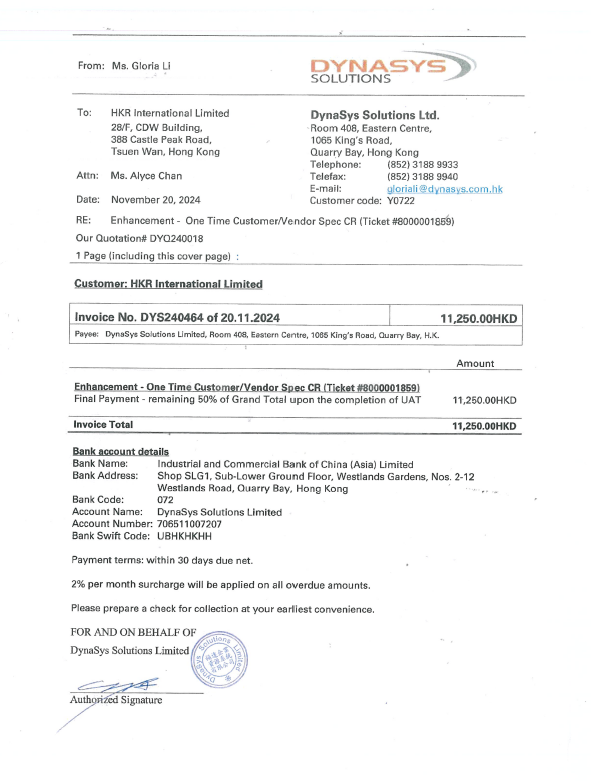 From: Ms. Gloria Li
DYNASYS
SOLUTIONS
To: HKR International Limited
28/F, CDW Building,
388 Castle Peak Road,
Tsuen Wan, Hong Kong
Attn: Ms. Alyce Chan
Date: November 20, 2024
DynaSys Solutions Ltd.
Room 408, Eastern Centre,
1065 King's Road,
Quarry Bay, Hong Kong
Telephone: (852) 3188 9933
Telefax: (852) 3188 9940
E-mail: gloriali@dynasys.com.hk
Customer code: Y0722
RE: Enhancement - One Time Customer/Vendor Spec CR (Ticket #8000001859)
Our Quotation# DYQ240018
1 Page (including this cover page) :
Customer: HKR International Limited
Invoice No. DYS240464 of 20.11.2024 11,250.00HKD
Payee: DynaSys Solutions Limited, Room 408, Eastern Centre, 1065 King's Road, Quarry Bay, H.K.
Amount
Enhancement - One Time Customer/Vendor Spec CR (Ticket #8000001859)
Final Payment - remaining 50% of Grand Total upon the completion of UAT 11,250.00HKD
Invoice Total 11,250.00HKD
Bank account details
Bank Name: Industrial and Commercial Bank of China (Asia) Limited
Bank Address: Shop SLG1, Sub-Lower Ground Floor, Westlands Gardens, Nos. 2-12
Westlands Road, Quarry Bay, Hong Kong
Bank Code: 072
Account Name: DynaSys Solutions Limited
Account Number: 706511007207
Bank Swift Code: UBHKHKHH
Payment terms: within 30 days due net.
2% per month surcharge will be applied on all overdue amounts.
Please prepare a check for collection at your earliest convenience.
FOR AND ON BEHALF OF
DynaSys Solutions Limited
DynaSys Solutions Limited
Authorized Signature